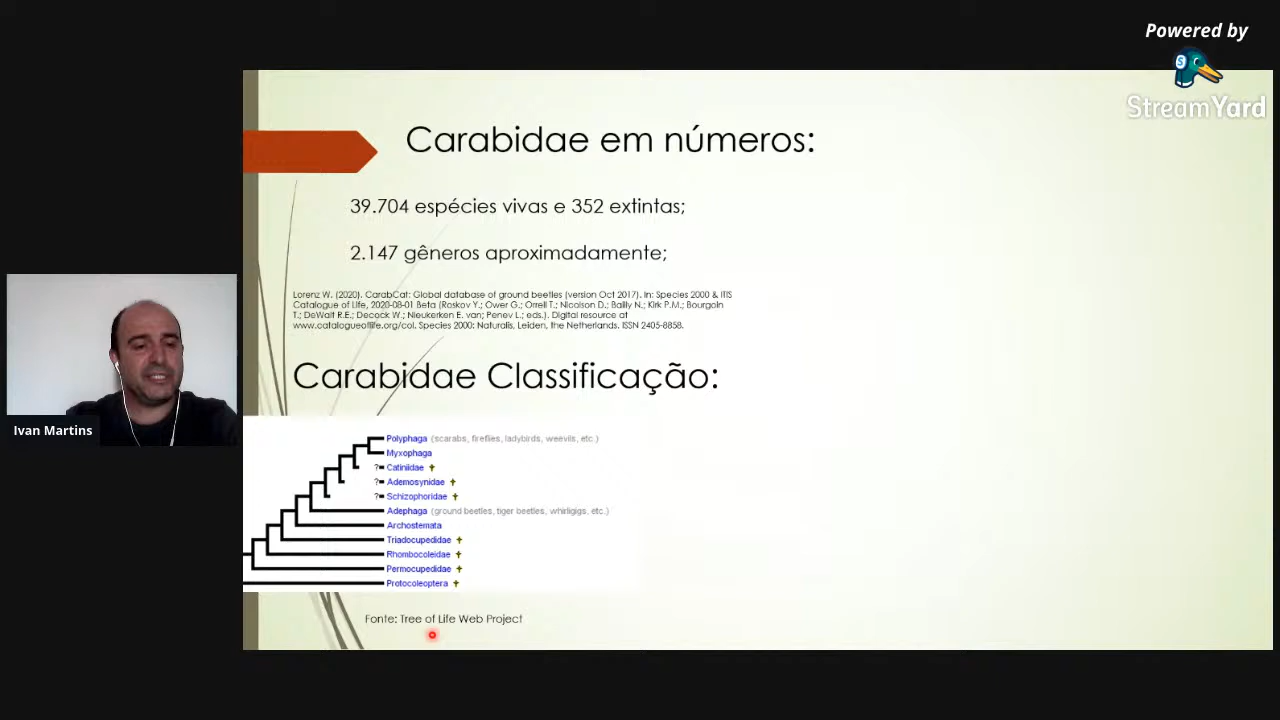 Powered by
StreamYard
Carabidae em números:
39.704 espécies vivas e 352 extintas;
2.147 gêneros aproximadamente;
Lorenz W. (2020). CarabCat: Global database of ground beetles (version Oct 2017). In: Species 2000 & ITIS
Catalogue of Life, 2020-08-01 Beta (Roskov Y.; Ower G.; Orrell T.; Nicolson D.; Bailly N.; Kirk P.M.; Bourgoin
T.; DeWalt R.E.; Decock W.; Nieukerken E. van; Penev L.; eds.). Digital resource at
www.catalogueoflife.org/col. Species 2000: Naturalis, Leiden, the Netherlands. ISSN 2405-8858.
Carabidae Classificação:
Ivan Martins
Polyphaga (scarabs, fireflies, ladybirds, weevils, etc.)
Myxophaga
? Catiniidae ✝
? Ademosynidae ✝
? Schizophoridae ✝
Adephaga (ground beetles, tiger beetles, whirligigs, etc.)
Archostemata
Triadocupedidae ✝
Rhombocoleidae ✝
Permocupedidae ✝
Protocoleoptera ✝
Fonte: Tree of Life Web Project